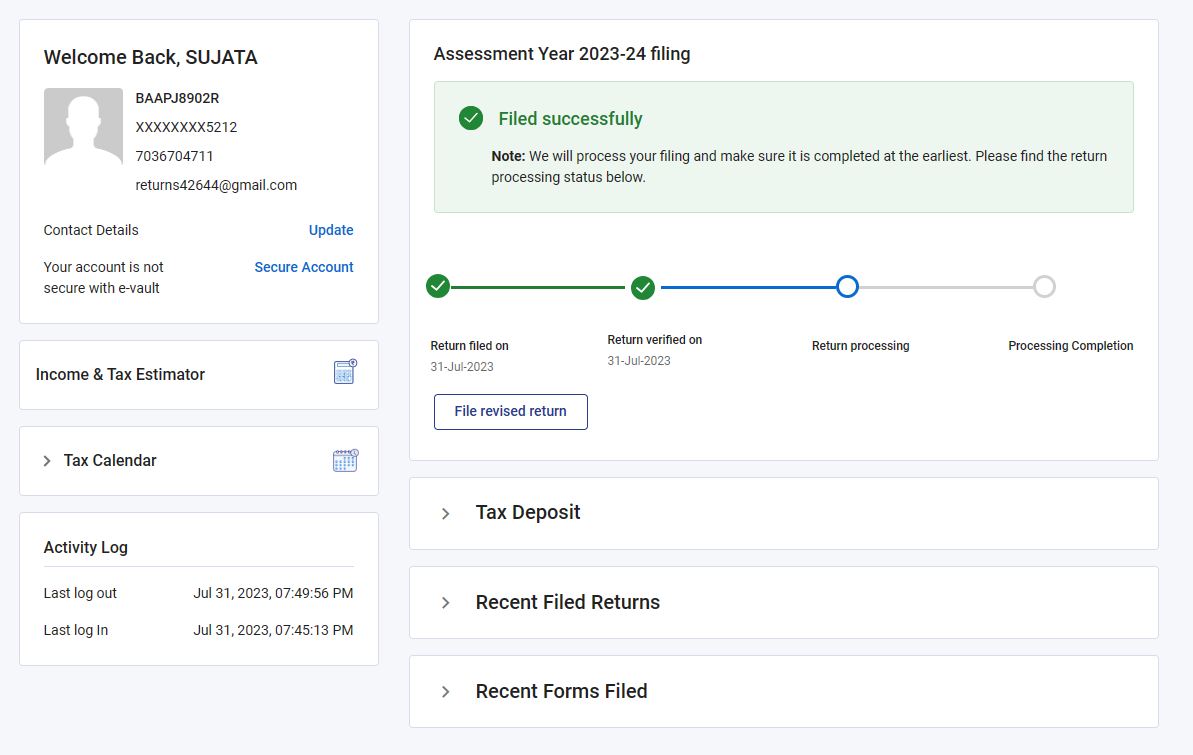 Welcome Back, SUJATA
BAAPJ8902R
XXXXXXXX5212
7036704711
returns42644@gmail.com
Contact Details Update
Your account is not secure with e-vault Secure Account
Income & Tax Estimator
Tax Calendar
Activity Log
Last log out Jul 31, 2023, 07:49:56 PM
Last log In Jul 31, 2023, 07:45:13 PM
Assessment Year 2023-24 filing
Filed successfully
Note: We will process your filing and make sure it is completed at the earliest. Please find the return
processing status below.
Return filed on
31-Jul-2023
Return verified on
31-Jul-2023
Return processing
Processing Completion
File revised return
Tax Deposit
Recent Filed Returns
Recent Forms Filed